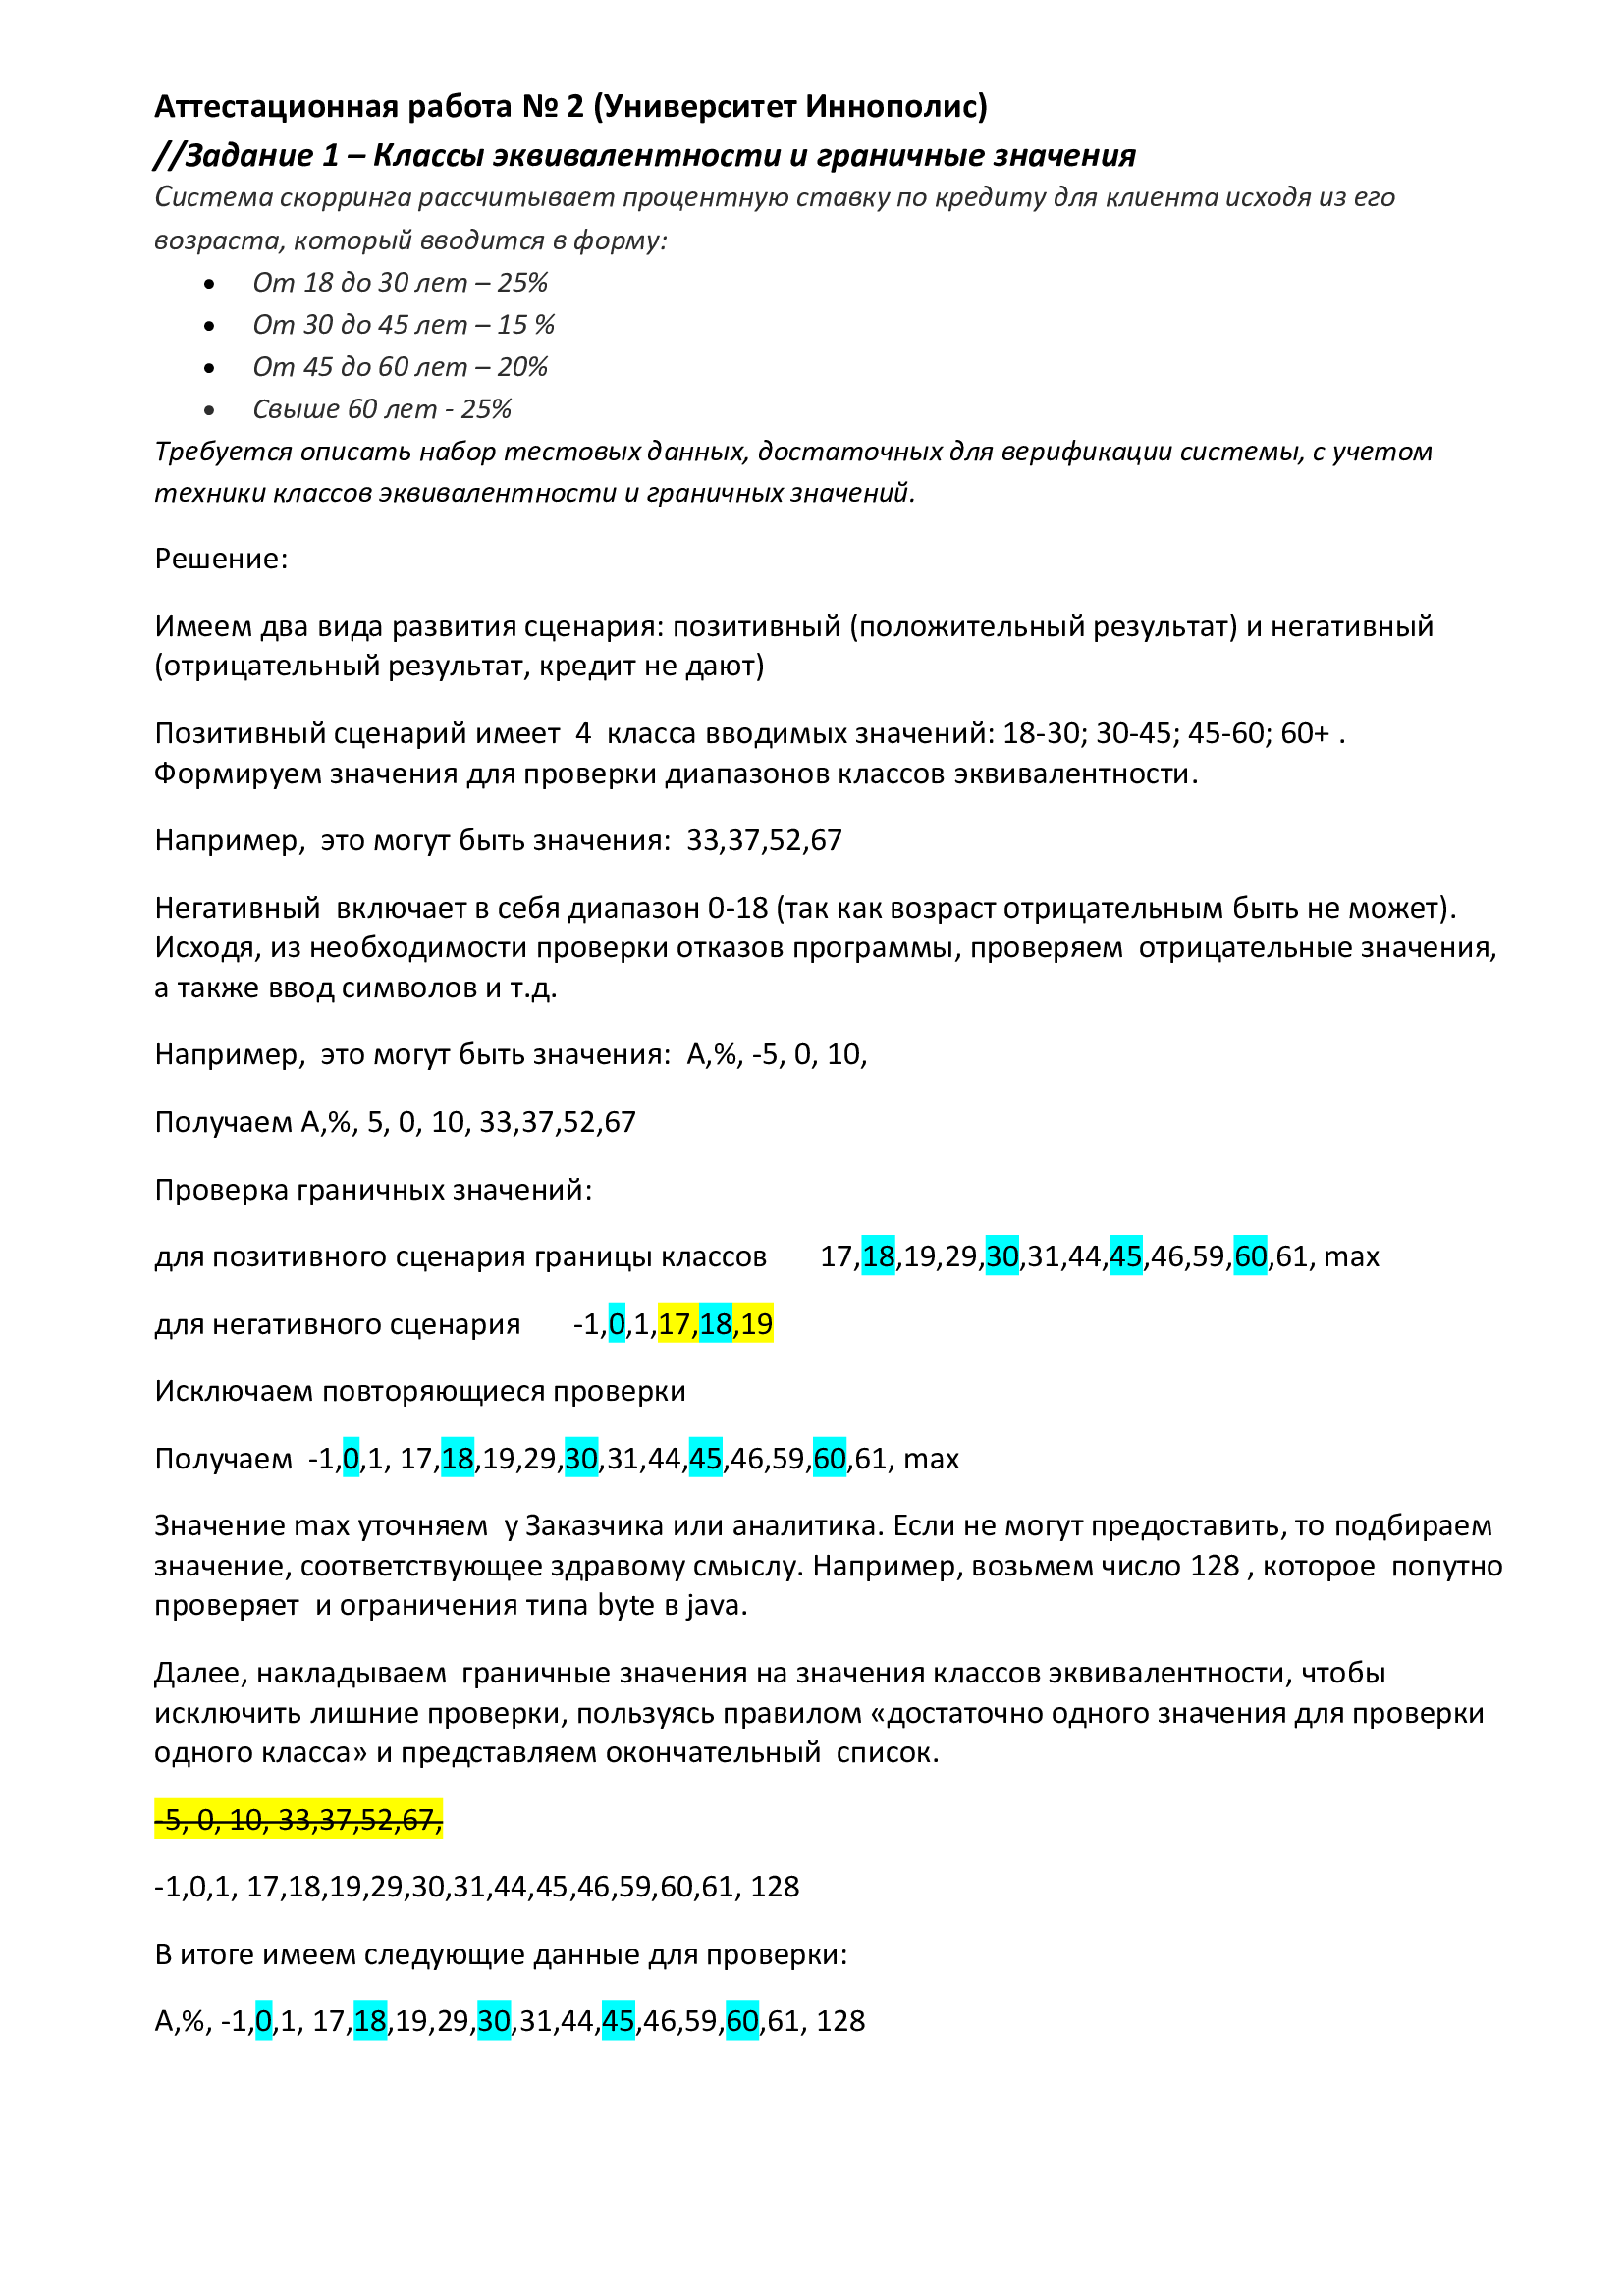 Аттестационная работа № 2 (Университет Иннополис)
//Задание 1 – Классы эквивалентности и граничные значения
Система скорринга рассчитывает процентную ставку по кредиту для клиента исходя из его
возраста, который вводится в форму:
• От 18 до 30 лет – 25%
• От 30 до 45 лет – 15 %
• От 45 до 60 лет – 20%
• Свыше 60 лет - 25%
Требуется описать набор тестовых данных, достаточных для верификации системы, с учетом
техники классов эквивалентности и граничных значений.
Решение:
Имеем два вида развития сценария: позитивный (положительный результат) и негативный
(отрицательный результат, кредит не дают)
Позитивный сценарий имеет  4  класса вводимых значений: 18-30; 30-45; 45-60; 60+ .
Формируем значения для проверки диапазонов классов эквивалентности.
Например,  это могут быть значения:  33,37,52,67
Негативный  включает в себя диапазон 0-18 (так как возраст отрицательным быть не может).
Исходя, из необходимости проверки отказов программы, проверяем  отрицательные значения,
а также ввод символов и т.д.
Например,  это могут быть значения:  А,%, -5, 0, 10,
Получаем А,%, 5, 0, 10, 33,37,52,67
Проверка граничных значений:
для позитивного сценария границы классов 17,18,19,29,30,31,44,45,46,59,60,61, max
для негативного сценария -1,0,1,17,18,19
Исключаем повторяющиеся проверки
Получаем  -1,0,1, 17,18,19,29,30,31,44,45,46,59,60,61, max
Значение max уточняем  у Заказчика или аналитика. Если не могут предоставить, то подбираем
значение, соответствующее здравому смыслу. Например, возьмем число 128 , которое  попутно
проверяет  и ограничения типа byte в java.
Далее, накладываем  граничные значения на значения классов эквивалентности, чтобы
исключить лишние проверки, пользуясь правилом «достаточно одного значения для проверки
одного класса» и представляем окончательный  список.
-5, 0, 10, 33,37,52,67,
-1,0,1, 17,18,19,29,30,31,44,45,46,59,60,61, 128
В итоге имеем следующие данные для проверки:
А,%, -1,0,1, 17,18,19,29,30,31,44,45,46,59,60,61, 128